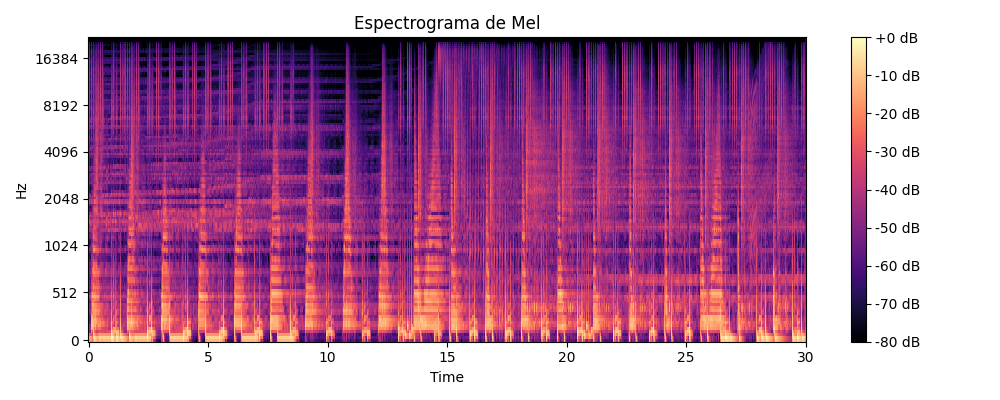 Espectrograma de Mel
Hz
16384
8192
4096
2048
1024
512
0
0 5 10 15 20 25 30
Time
+0 dB
-10 dB
-20 dB
-30 dB
-40 dB
-50 dB
-60 dB
-70 dB
-80 dB